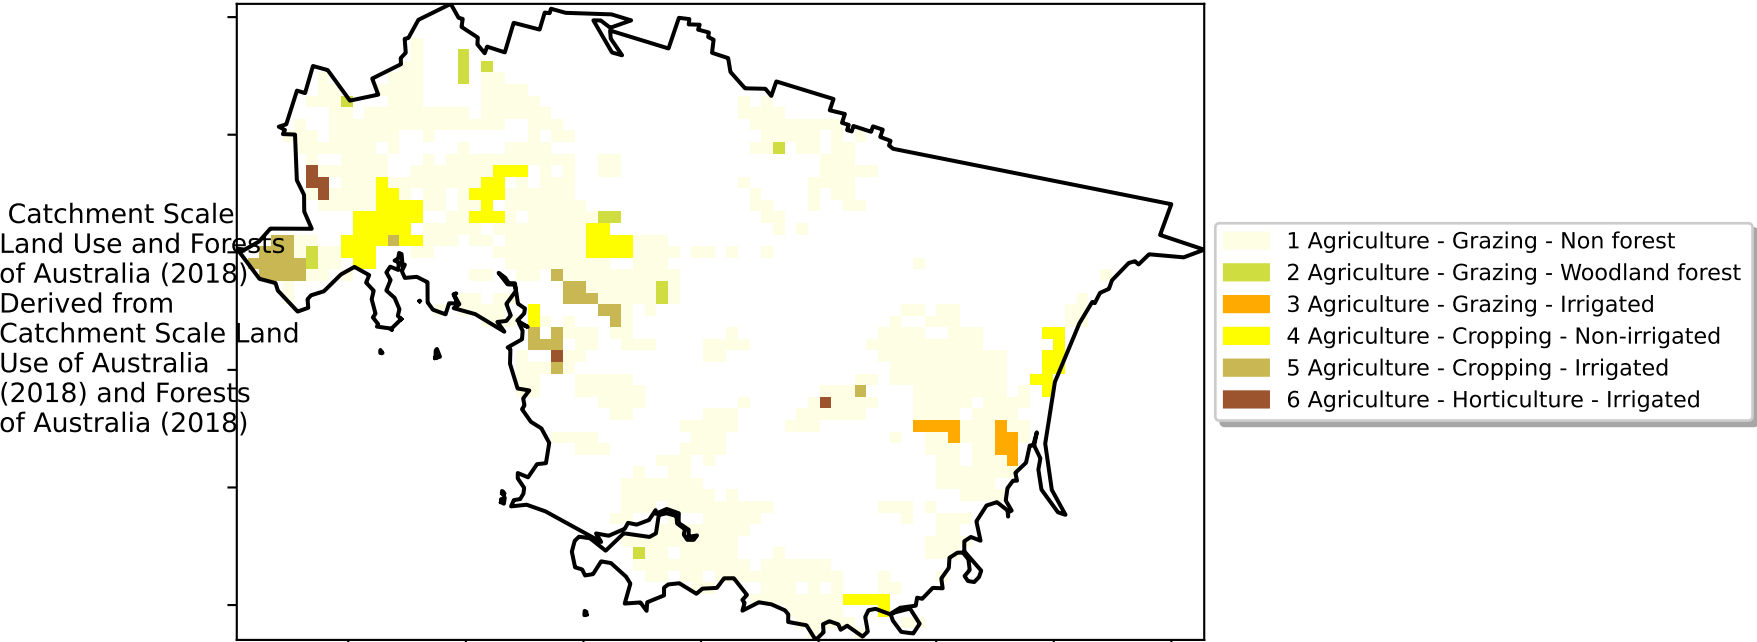 Catchment Scale
Land Use and Forests
of Australia (2018)
Derived from
Catchment Scale Land
Use of Australia
(2018) and Forests
of Australia (2018)
1 Agriculture - Grazing - Non forest
2 Agriculture - Grazing - Woodland forest
3 Agriculture - Grazing - Irrigated
4 Agriculture - Cropping - Non-irrigated
5 Agriculture - Cropping - Irrigated
6 Agriculture - Horticulture - Irrigated